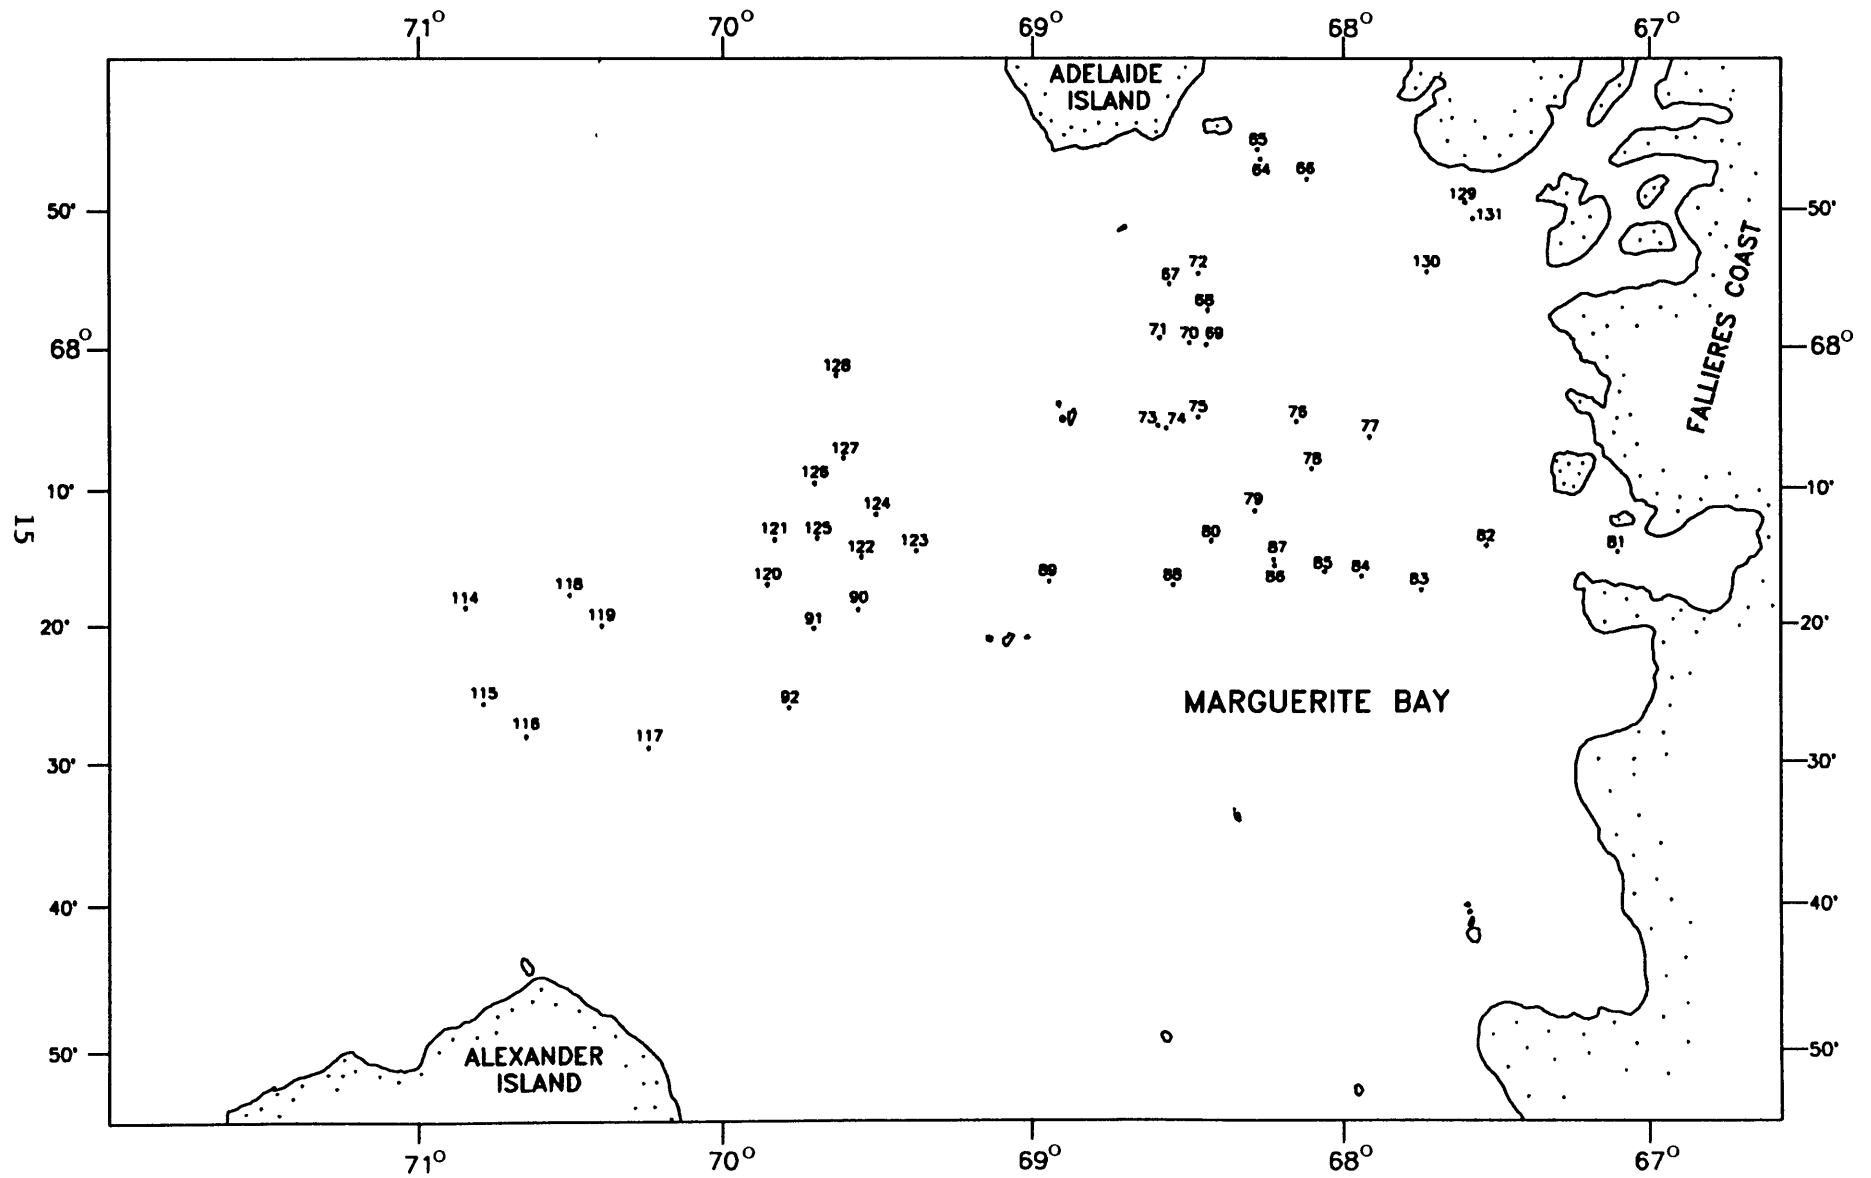 71° 70° 69° 68° 67°
ADELAIDE
ISLAND
65
64 66
129
50' 131 50'
72 130
67
68
71 70 69
68° 68°
128
73 74 75 76 77
127
126 78
10' 10'
124 79
121 125 80 82
122 123 87 81
120 89 88 86 85 84 83
118
114 90
119 91
20' 20'
115 92
116
117
MARGUERITE BAY
FALLIERES COAST
30' 30'
40' 40'
50' 50'
ALEXANDER
ISLAND
71° 70° 69° 68° 67°
15